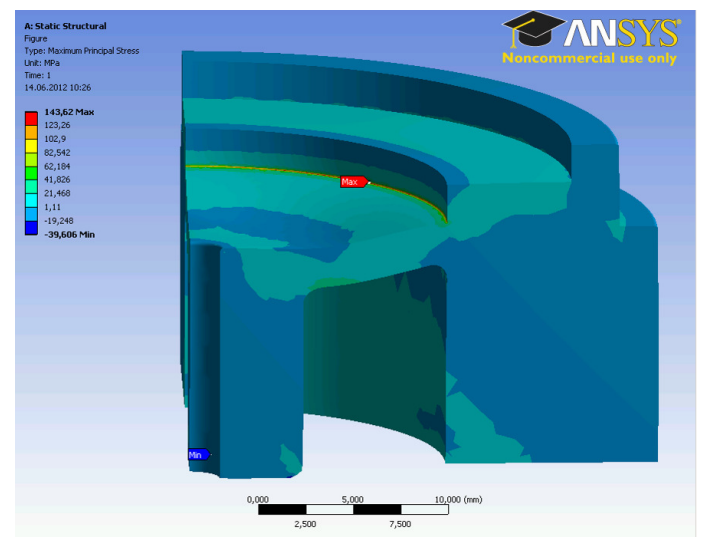 A: Static Structural
Figure
Type: Maximum Principal Stress
Unit: MPa
Time: 1
14.06.2012 10:26
143,62 Max
123,26
102,9
82,542
62,184
41,826
21,468
1,11
-19,248
-39,606 Min
ANSYS
Noncommercial use only
Max
Min
0,000 5,000 10,000 (mm)
2,500 7,500